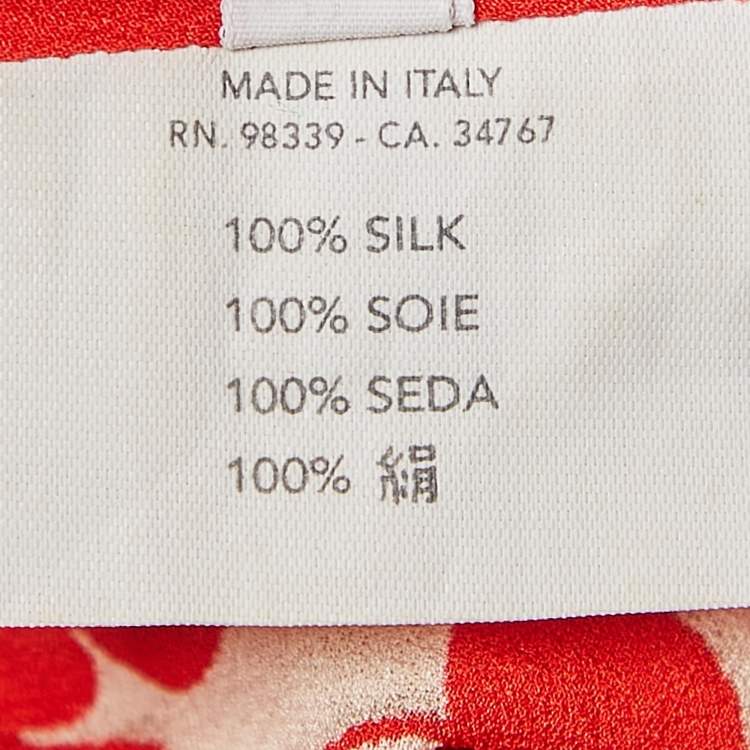 MADE IN ITALY
RN. 98339 - CA. 34767
100% SILK
100% SOIE
100% SEDA
100% 絹